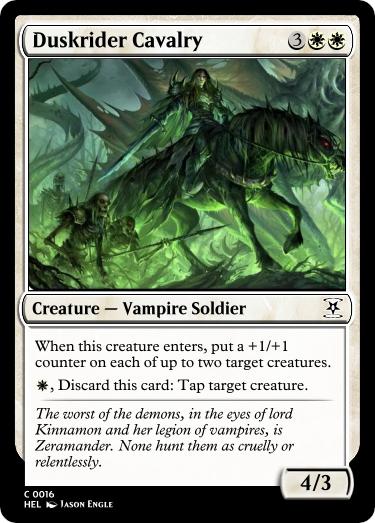 Duskrider Cavalry 3
Creature — Vampire Soldier
When this creature enters, put a +1/+1
counter on each of up to two target creatures.
, Discard this card: Tap target creature.
The worst of the demons, in the eyes of lord
Kinnamon and her legion of vampires, is
Zeramander. None hunt them as cruelly or
relentlessly.
4/3
C 0016
HEL Jason Engle